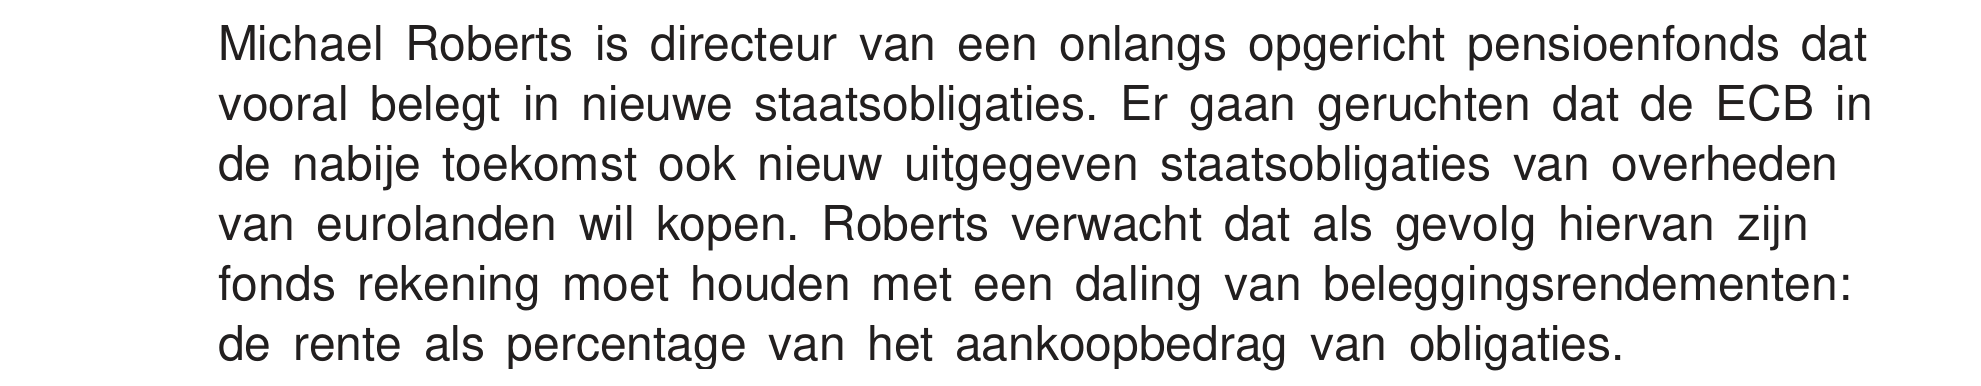 Michael Roberts is directeur van een onlangs opgericht pensioenfonds dat
vooral belegt in nieuwe staatsobligaties. Er gaan geruchten dat de ECB in
de nabije toekomst ook nieuw uitgegeven staatsobligaties van overheden
van eurolanden wil kopen. Roberts verwacht dat als gevolg hiervan zijn
fonds rekening moet houden met een daling van beleggingsrendementen:
de rente als percentage van het aankoopbedrag van obligaties.